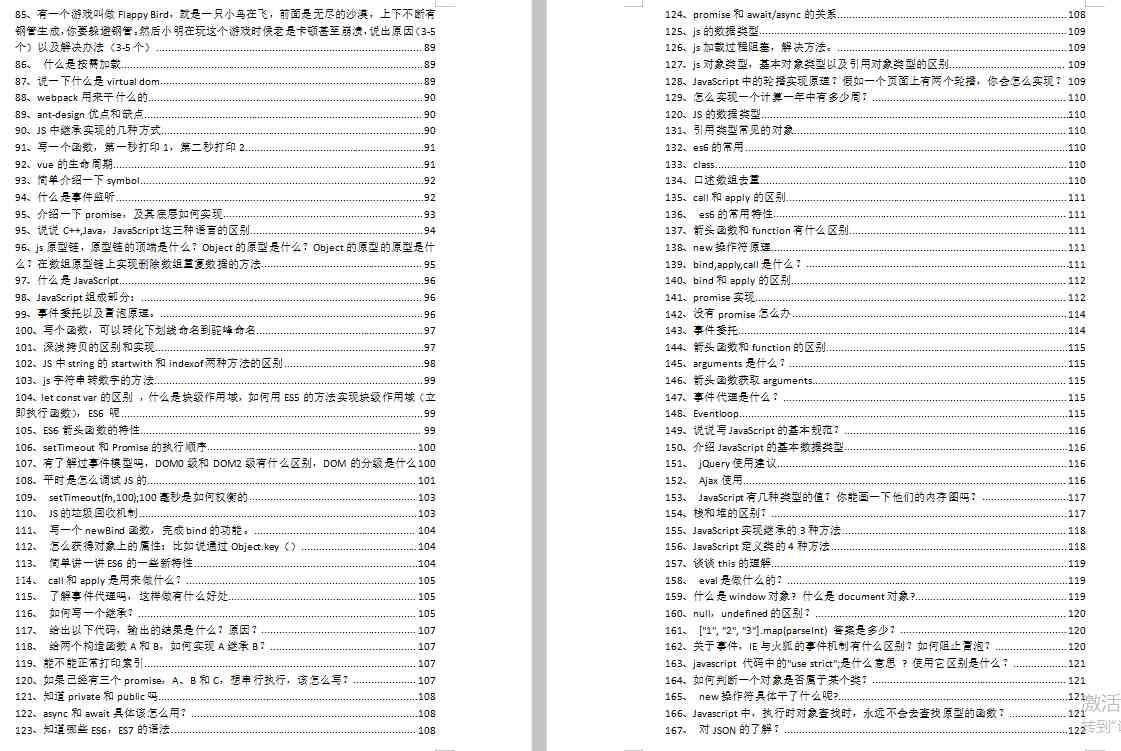 85、有一个游戏叫做 Flappy Bird，就是一只小鸟在飞，前面是无尽的沙漠，上下不断有
钢管生成，你要躲避钢管。然后小明在玩这个游戏时候老是卡顿甚至崩溃，说出原因（3-5
个）以及解决办法（3-5 个）......89
86、 什么是按需加载......89
87、说一下什么是 virtual dom......89
88、webpack 用来干什么的......90
89、ant-design 优点和缺点......90
90、JS 中继承实现的几种方式......90
91、写一个函数，第一秒打印 1，第二秒打印 2......91
92、vue 的生命周期......91
93、简单介绍一下 symbol......92
94、什么是事件监听......92
95、介绍一下 promise，及其底层如何实现......93
95、说说 C++,Java，JavaScript 这三种语言的区别......94
96、js 原型链，原型链的顶端是什么？Object 的原型是什么？Object 的原型的原型是什
么？在数组原型链上实现删除数组重复数据的方法......95
97、什么是 JavaScript......96
98、JavaScript 组成部分：......96
99、事件委托以及冒泡原理。......96
100、写个函数，可以转化下划线命名到驼峰命名......97
101、深浅拷贝的区别和实现......97
102、JS 中 string 的 startwith 和 indexof 两种方法的区别......98
103、js 字符串转数字的方法......99
104、let const var 的区别 ，什么是块级作用域，如何用 ES5 的方法实现块级作用域（立
即执行函数），ES6 呢......99
105、ES6 箭头函数的特性......99
106、setTimeout 和 Promise 的执行顺序......100
107、有了解过事件模型吗，DOM0 级和 DOM2 级有什么区别，DOM 的分级是什么100
108、平时是怎么调试 JS 的......101
109、 setTimeout(fn,100);100 毫秒是如何权衡的......103
110、 JS 的垃圾回收机制......103
111、 写一个 newBind 函数，完成 bind 的功能。......104
112、 怎么获得对象上的属性：比如说通过 Object.key（）......104
113、 简单讲一讲 ES6 的一些新特性......104
114、 call 和 apply 是用来做什么？......105
115、 了解事件代理吗，这样做有什么好处......105
116、 如何写一个继承？......105
117、 给出以下代码，输出的结果是什么？原因？......107
118、 给两个构造函数 A 和 B，如何实现 A 继承 B？......107
119、能不能正常打印索引......107
120、如果已经有三个 promise，A、B 和 C，想串行执行，该怎么写？......107
121、知道 private 和 public 吗......108
122、async 和 await 具体该怎么用？......108
123、知道哪些 ES6，ES7 的语法......108
124、promise 和 await/async 的关系......108
125、js 的数据类型......109
126、js 加载过程阻塞，解决方法。......109
127、js 对象类型，基本对象类型以及引用对象类型的区别......109
128、JavaScript 中的轮播实现原理？假如一个页面上有两个轮播，你会怎么实现？ 109
129、怎么实现一个计算一年中有多少周？......110
120、JS 的数据类型......110
131、引用类型常见的对象......110
132、es6 的常用......110
133、class......110
134、口述数组去重......110
135、call 和 apply 的区别......111
136、 es6 的常用特性......111
137、箭头函数和 function 有什么区别......111
138、new 操作符原理......111
139、bind,apply,call 是什么？......111
140、bind 和 apply 的区别......112
141、promise 实现......112
142、没有 promise 怎么办......114
143、事件委托......114
144、箭头函数和 function 的区别......115
145、arguments 是什么？......115
146、箭头函数获取 arguments......115
147、事件代理是什么？......115
148、Eventloop......115
149、说说写 JavaScript 的基本规范？......116
150、介绍 JavaScript 的基本数据类型......116
151、 jQuery 使用建议......116
152、 Ajax 使用......116
153、 JavaScript 有几种类型的值？你能画一下他们的内存图吗？......117
154、栈和堆的区别？......117
155、JavaScript 实现继承的 3 种方法......118
156、JavaScript 定义类的 4 种方法......118
157、谈谈 this 的理解......119
158、 eval 是做什么的？......119
159、什么是 window 对象？什么是 document 对象?......119
160、null，undefined 的区别？......120
161、 ["1", "2", "3"].map(parseInt) 答案是多少？......120
162、关于事件，IE 与火狐的事件机制有什么区别？如何阻止冒泡？......120
163、javascript 代码中的"use strict";是什么意思 ？使用它区别是什么？......121
164、如何判断一个对象是否属于某个类？......121
165、 new 操作符具体干了什么呢?......121
166、Javascript 中，执行时对象查找时，永远不会去查找原型的函数？......121
167、 对 JSON 的了解？......122
激活
转到"